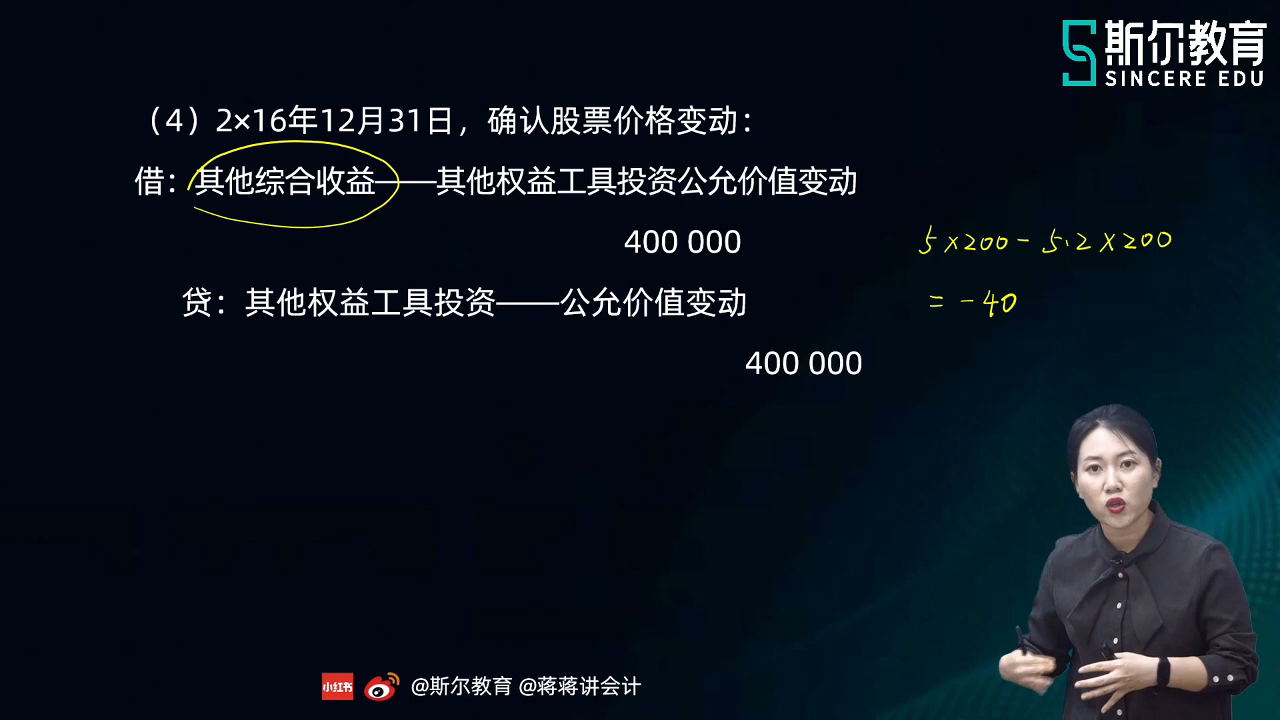 斯尔教育
SINCERE EDU
（4）2×16年12月31日，确认股票价格变动：
借：其他综合收益——其他权益工具投资公允价值变动
400 000
5×200-5.2×200
贷：其他权益工具投资——公允价值变动
=-40
400 000
小红书
@斯尔教育 @蒋蒋讲会计